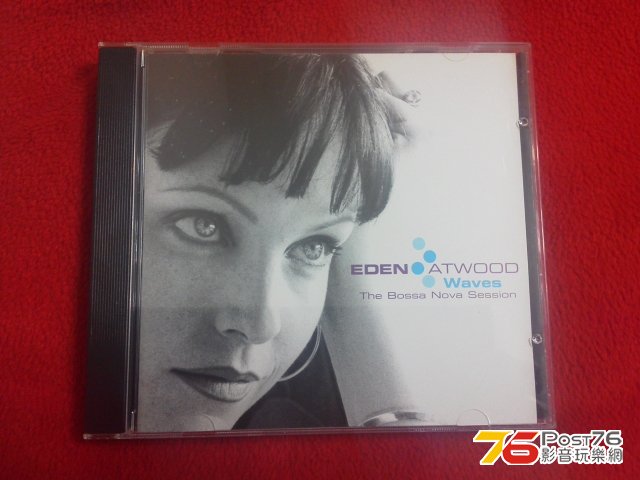 EDEN ATWOOD
Waves
The Bossa Nova Session
76 POST76
影音玩樂網